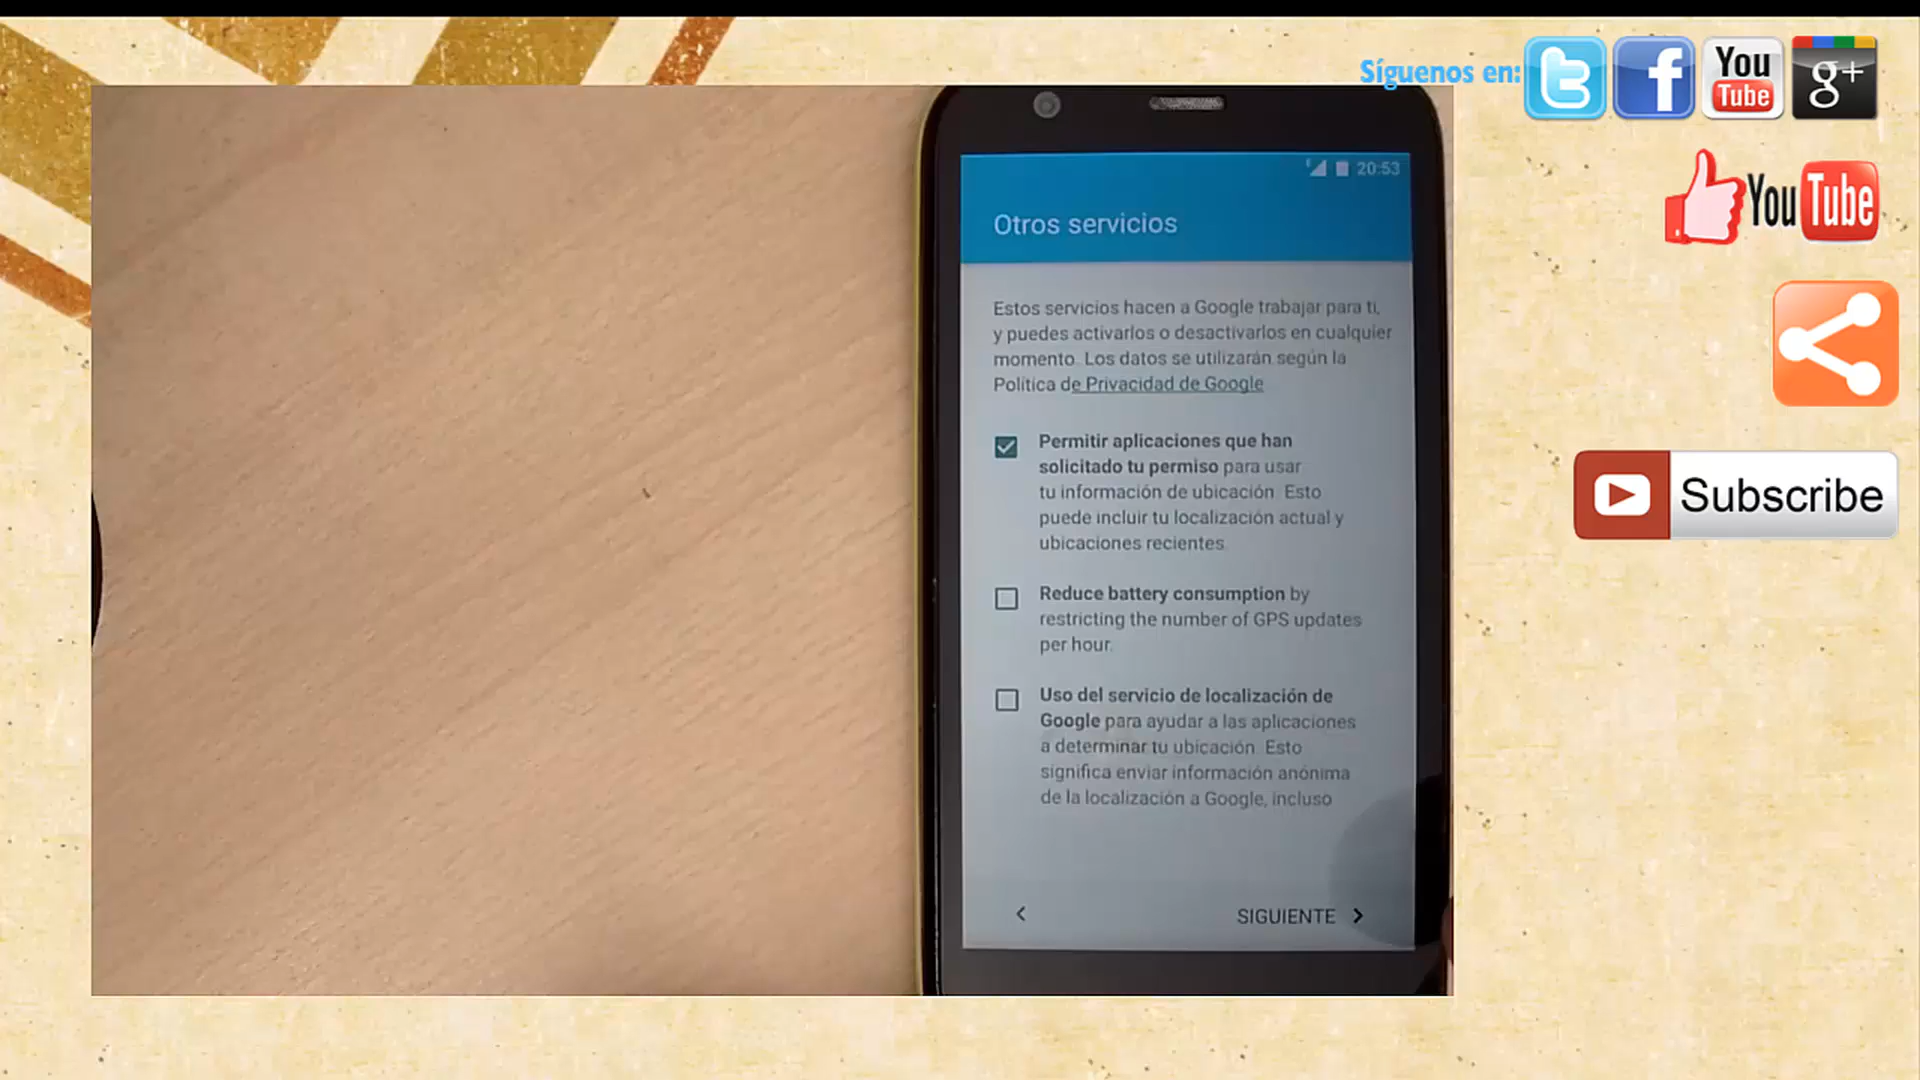 Síguenos en:
You
Tube
g+
YouTube
Subscribe
20:53
Otros servicios
Estos servicios hacen a Google trabajar para ti,
y puedes activarlos o desactivarlos en cualquier
momento. Los datos se utilizarán según la
Política de Privacidad de Google
Permitir aplicaciones que han
solicitado tu permiso para usar
tu información de ubicación. Esto
puede incluir tu localización actual y
ubicaciones recientes.
Reduce battery consumption by
restricting the number of GPS updates
per hour.
Uso del servicio de localización de
Google para ayudar a las aplicaciones
a determinar tu ubicación. Esto
significa enviar información anónima
de la localización a Google, incluso
SIGUIENTE